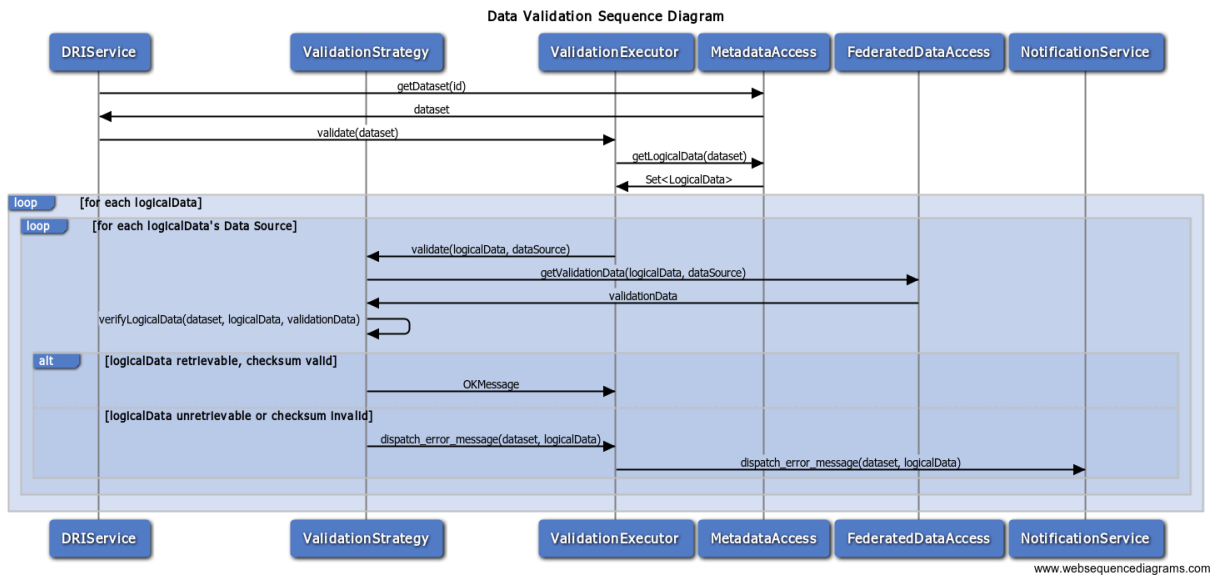 Data Validation Sequence Diagram
DRIService
ValidationStrategy
ValidationExecutor
MetadataAccess
FederatedDataAccess
NotificationService
getDataset(id)
dataset
validate(dataset)
getLogicalData(dataset)
Set<LogicalData>
loop [for each logicalData]
loop [for each logicalData's Data Source]
validate(logicalData, dataSource)
getValidationData(logicalData, dataSource)
validationData
verifyLogicalData(dataset, logicalData, validationData)
alt [logicalData retrievable, checksum valid]
OKMessage
[logicalData unretrievable or checksum invalid]
dispatch_error_message(dataset, logicalData)
dispatch_error_message(dataset, logicalData)
DRIService
ValidationStrategy
ValidationExecutor
MetadataAccess
FederatedDataAccess
NotificationService
www.websequencediagrams.com